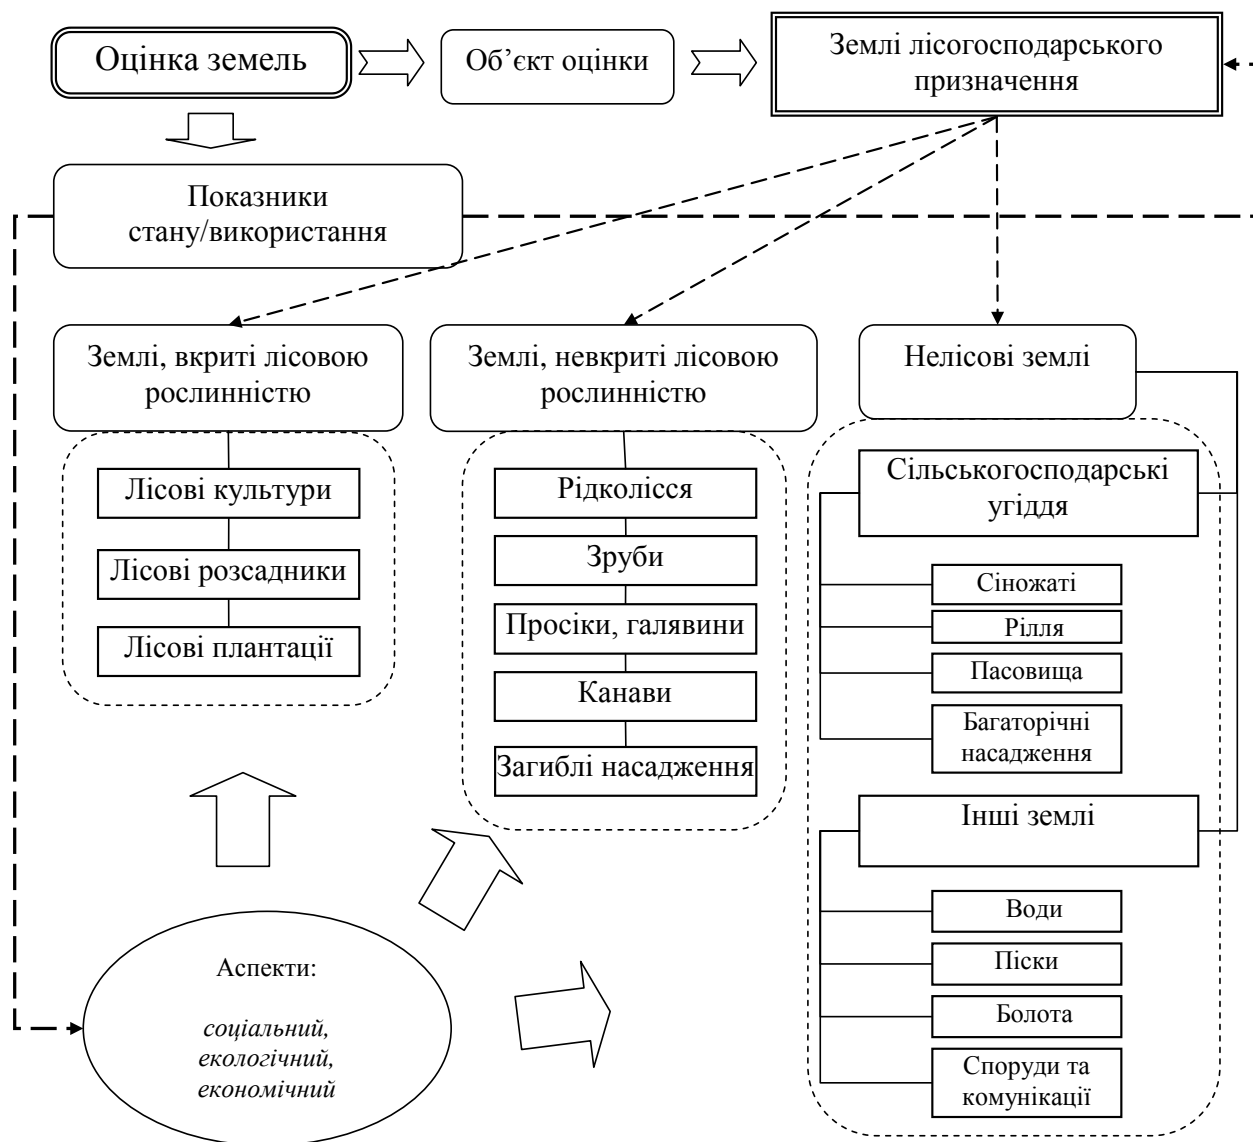 Оцінка земель
Об’єкт оцінки
Землі лісогосподарського
призначення
Показники
стану/використання
Землі, вкриті лісовою
рослинністю
Землі, невкриті лісовою
рослинністю
Нелісові землі
Лісові культури
Лісові розсадники
Лісові плантації
Рідколісся
Зруби
Просіки, галявини
Канави
Загиблі насадження
Сільськогосподарські
угіддя
Сіножаті
Рілля
Пасовища
Багаторічні
насадження
Інші землі
Води
Піски
Болота
Споруди та
комунікації
Аспекти:
соціальний,
екологічний,
економічний